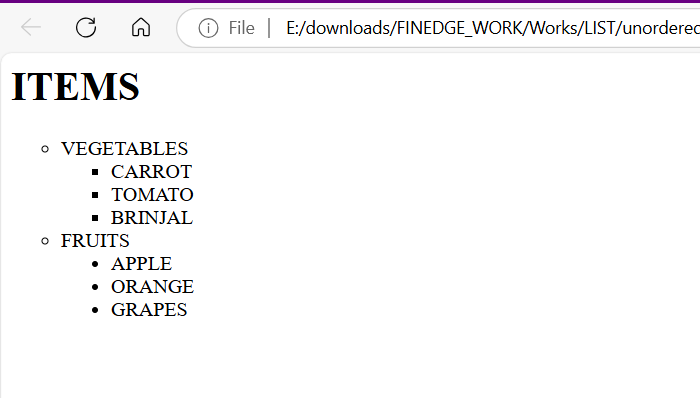 File | E:/downloads/FINEDGE_WORK/Works/LIST/unordered
ITEMS
VEGETABLES
CARROT
TOMATO
BRINJAL
FRUITS
APPLE
ORANGE
GRAPES